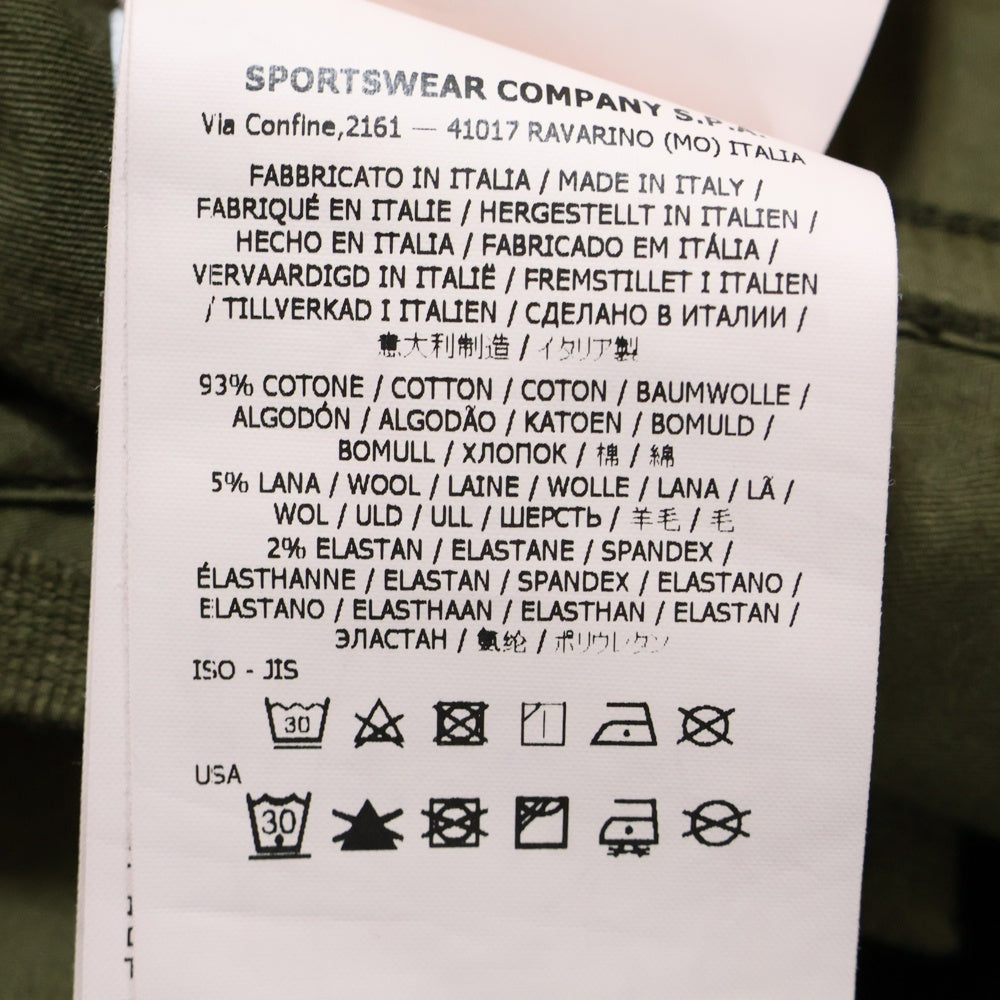 SPORTSWEAR COMPANY S.P.A.
Via Confine,2161 — 41017 RAVARINO (MO) ITALIA
FABBRICATO IN ITALIA / MADE IN ITALY /
FABRIQUÉ EN ITALIE / HERGESTELLT IN ITALIEN /
HECHO EN ITALIA / FABRICADO EM ITÁLIA /
VERVAARDIGD IN ITALIË / FREMSTILLET I ITALIEN
/ TILLVERKAD I ITALIEN / СДЕЛАНО В ИТАЛИИ /
意大利制造 / イタリア製
93% COTONE / COTTON / COTON / BAUMWOLLE /
ALGODÓN / ALGODÃO / KATOEN / BOMULD /
BOMULL / ХЛОПОК / 棉 / 綿
5% LANA / WOOL / LAINE / WOLLE / LANA / LÃ /
WOL / ULD / ULL / ШЕРСТЬ / 羊毛 / 毛
2% ELASTAN / ELASTANE / SPANDEX /
ÉLASTHANNE / ELASTAN / SPANDEX / ELASTANO /
ELASTANO / ELASTHAAN / ELASTHAN / ELASTAN /
ЭЛАСТАН / 氨纶 / ポリウレタン
ISO - JIS
30
USA
30